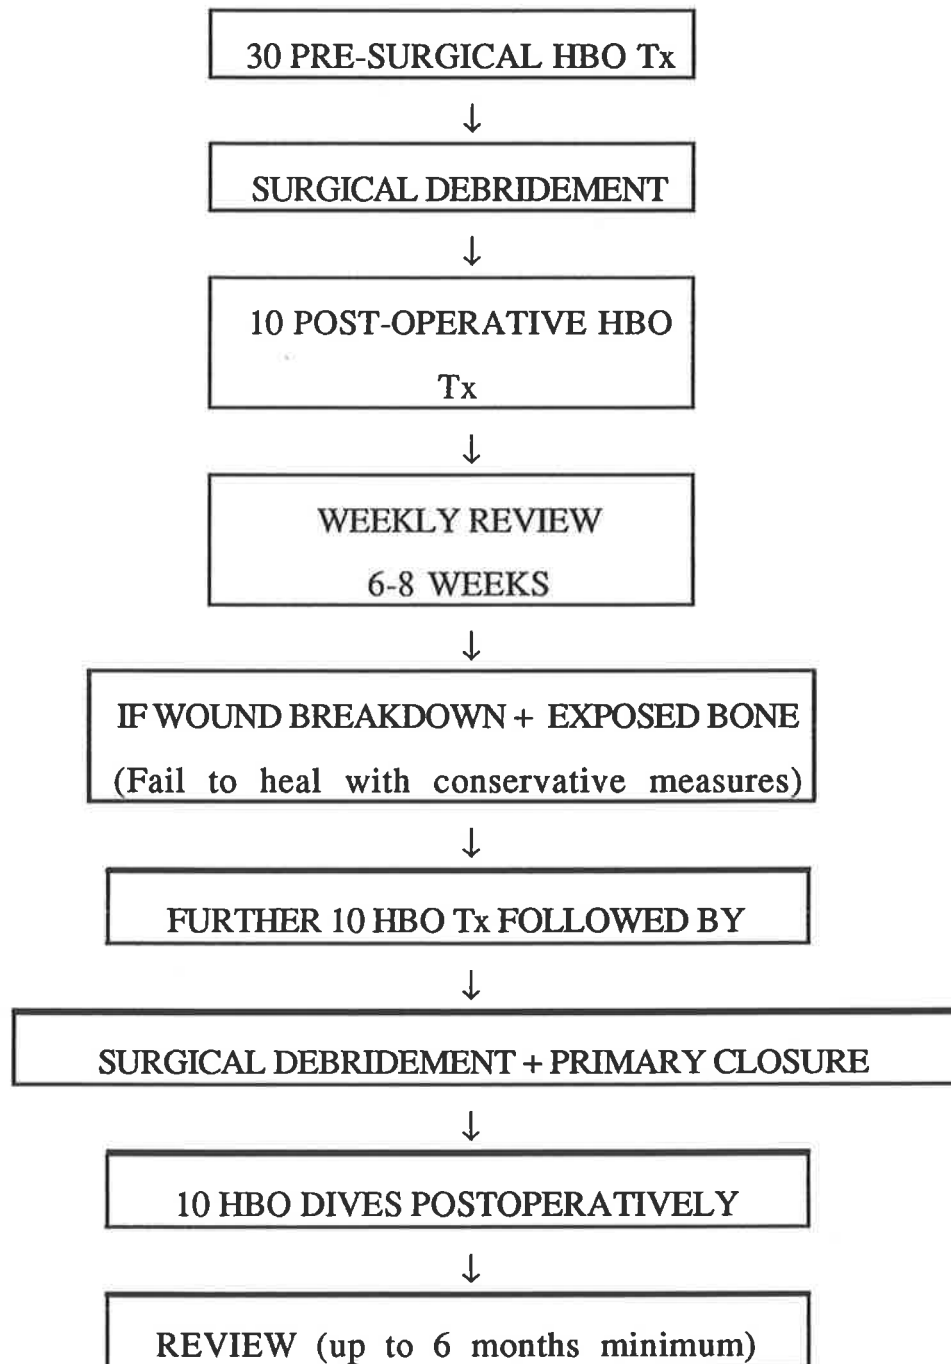 30 PRE-SURGICAL HBO Tx
↓
SURGICAL DEBRIDEMENT
↓
10 POST-OPERATIVE HBO
Tx
↓
WEEKLY REVIEW
6-8 WEEKS
↓
IF WOUND BREAKDOWN + EXPOSED BONE
(Fail to heal with conservative measures)
↓
FURTHER 10 HBO Tx FOLLOWED BY
↓
SURGICAL DEBRIDEMENT + PRIMARY CLOSURE
↓
10 HBO DIVES POSTOPERATIVELY
↓
REVIEW (up to 6 months minimum)